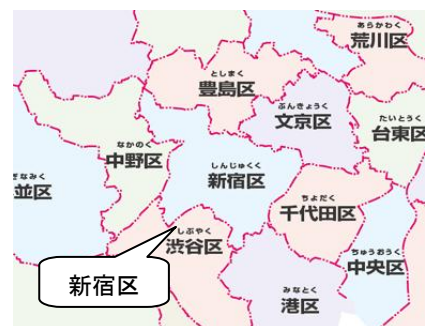 あらかわく
荒川区
としまく
豊島区
ぶんきょうく
文京区
たいとうく
台東区
なかのく
中野区
しんじゅくく
新宿区
ぎなみく
並区
ちよだく
千代田区
しぶやく
渋谷区
ちゅうおうく
中央区
新宿区
みなとく
港区